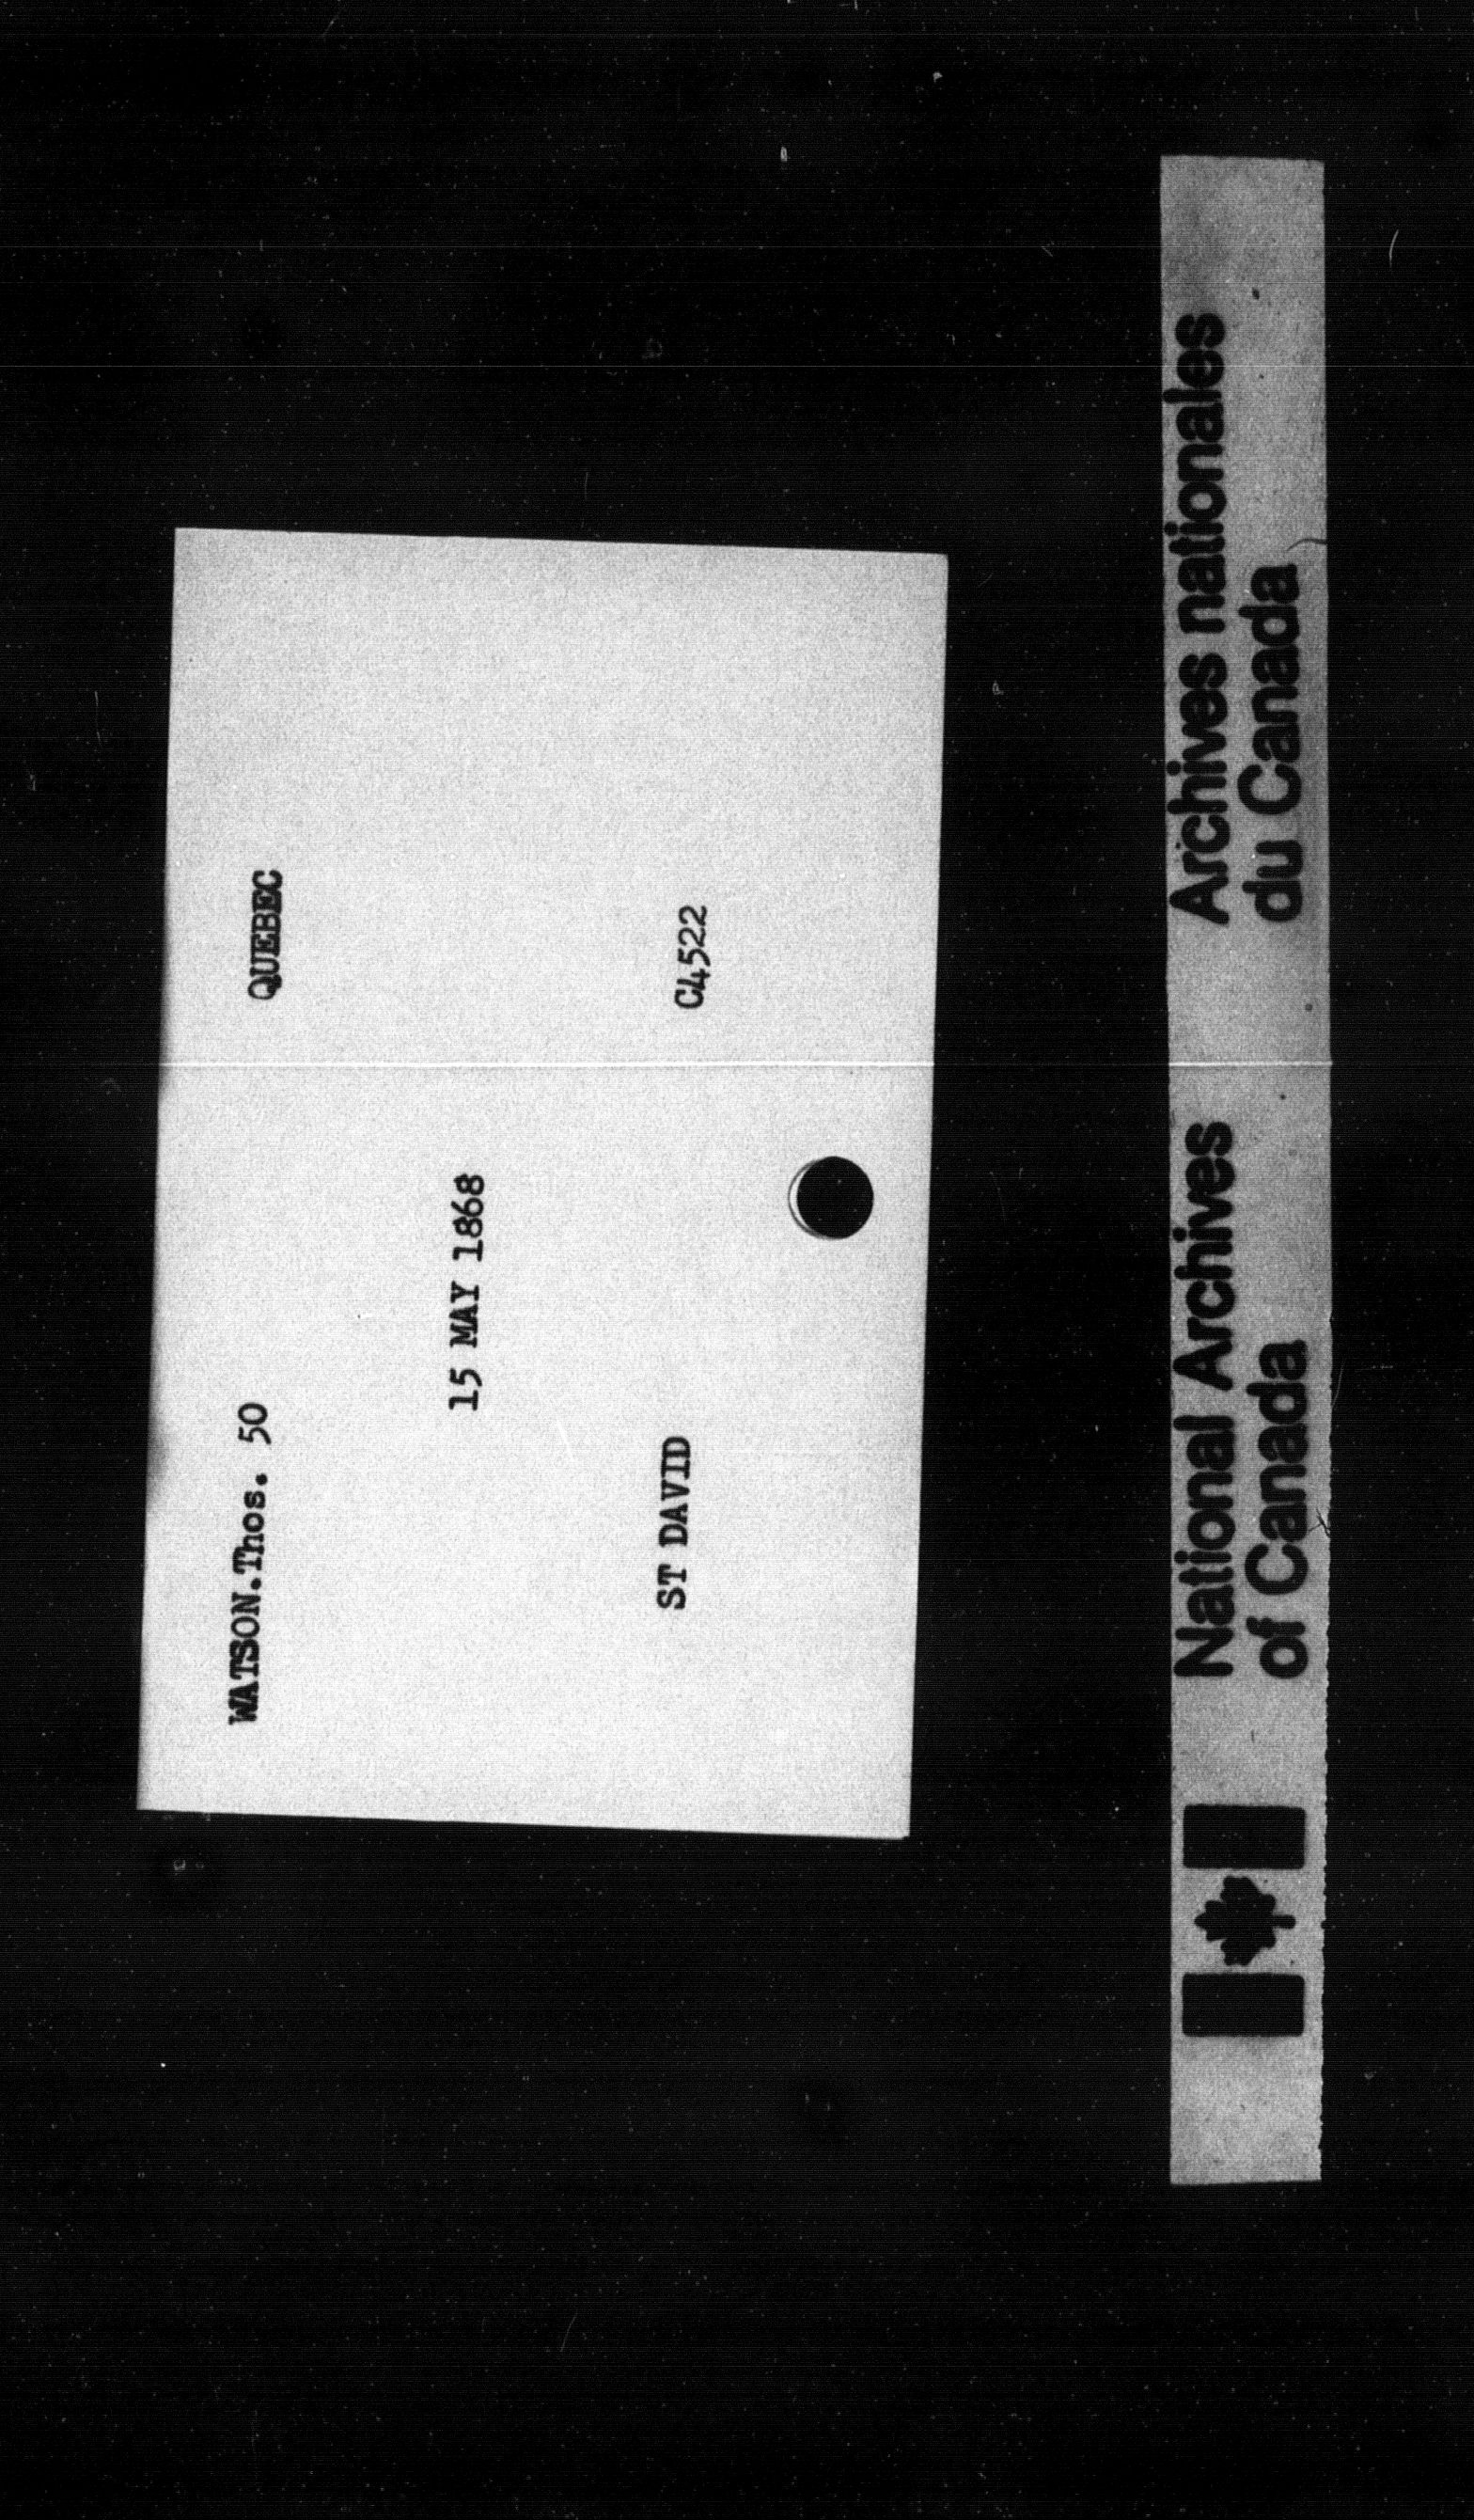 WATSON.Thos. 50 QUEBEC
15 MAY 1868
ST DAVID C4522
National Archives of Canada
Archives nationales du Canada